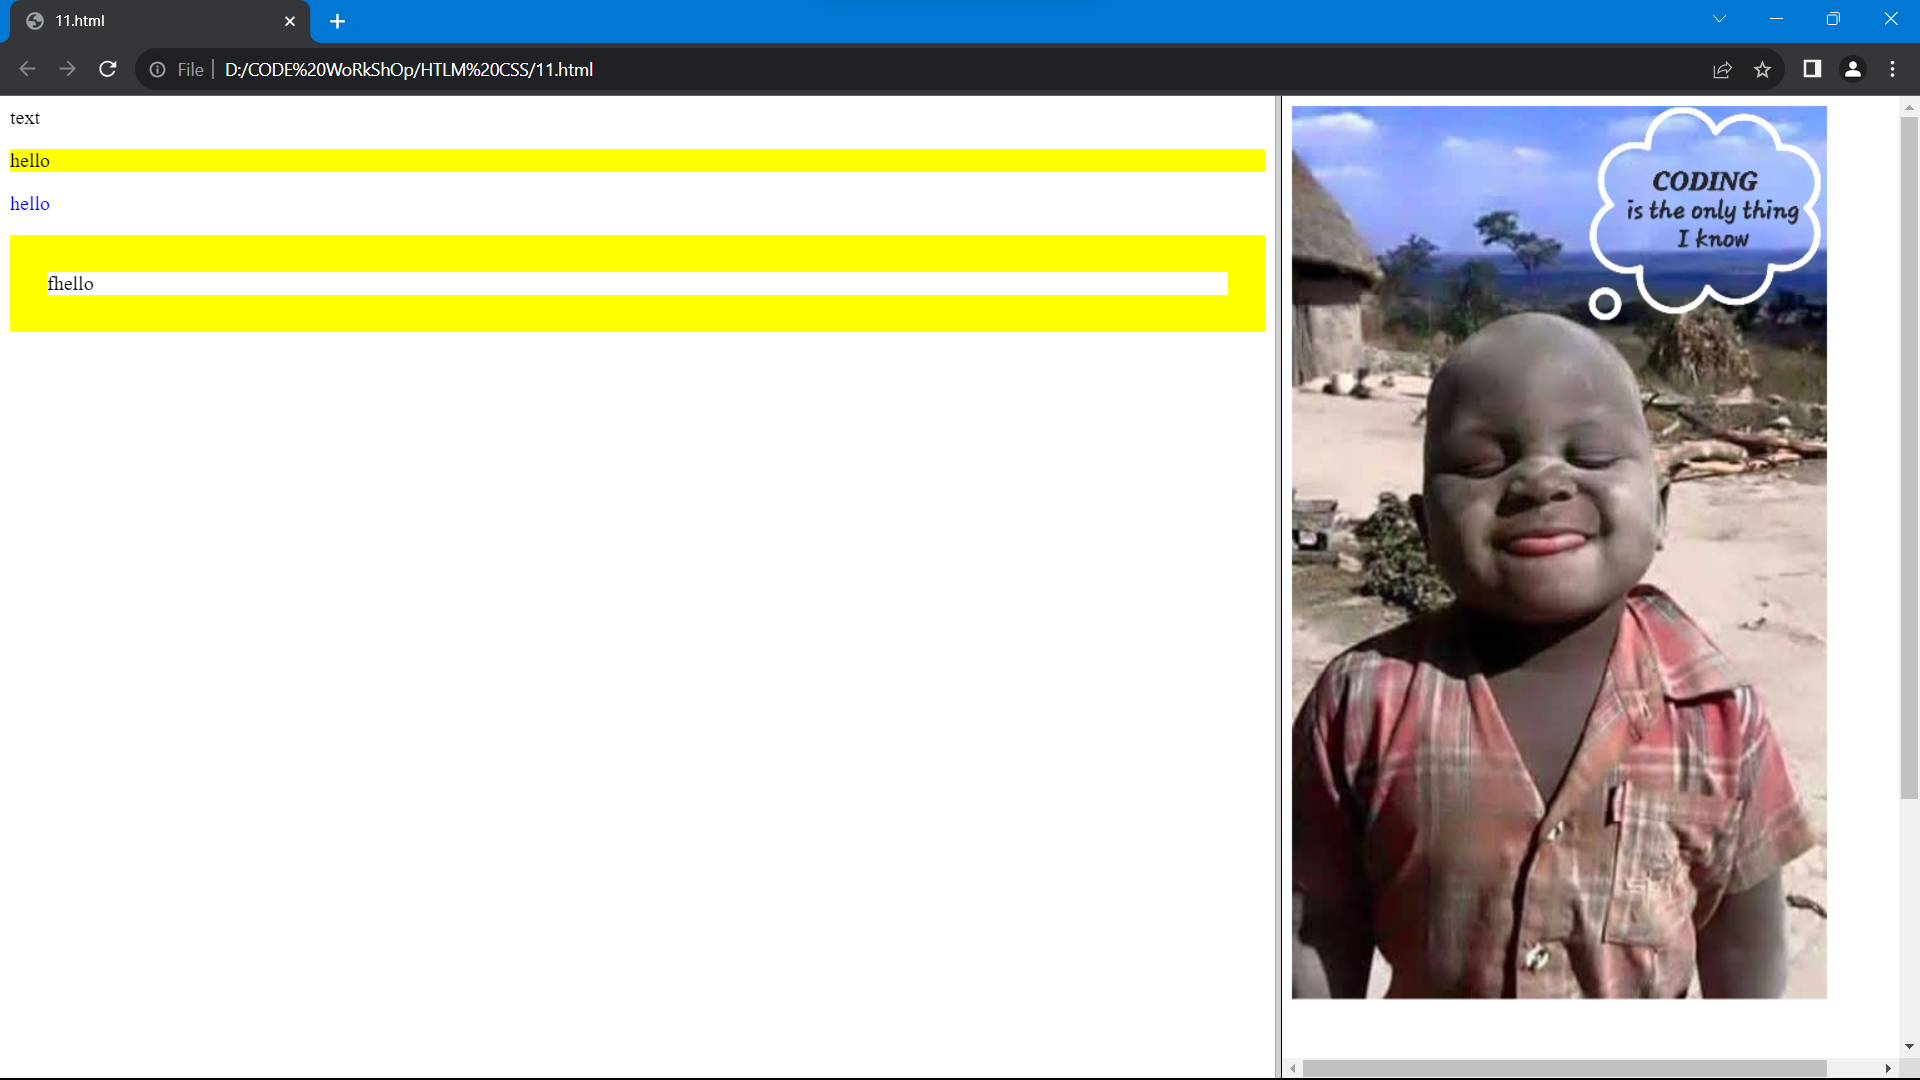 11.html
File
D:/CODE%20WoRkShOp/HTLM%20CSS/11.html
text
hello
hello
fhello
CODING
is the only thing
I know